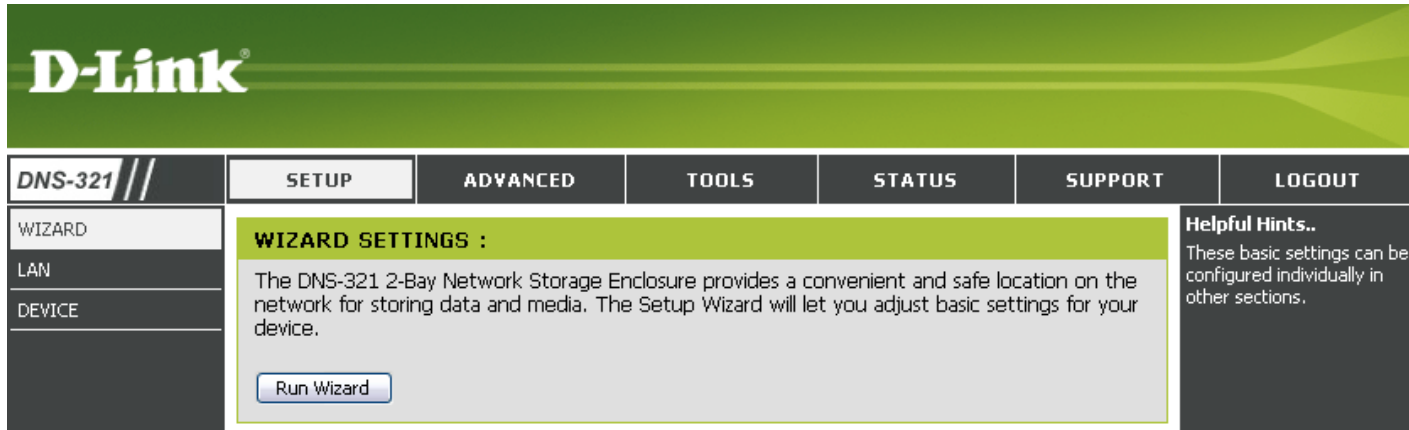 D-Link®
DNS-321
SETUP
ADVANCED
TOOLS
STATUS
SUPPORT
LOGOUT
WIZARD
LAN
DEVICE
WIZARD SETTINGS :
The DNS-321 2-Bay Network Storage Enclosure provides a convenient and safe location on the
network for storing data and media. The Setup Wizard will let you adjust basic settings for your
device.
Run Wizard
Helpful Hints..
These basic settings can be
configured individually in
other sections.